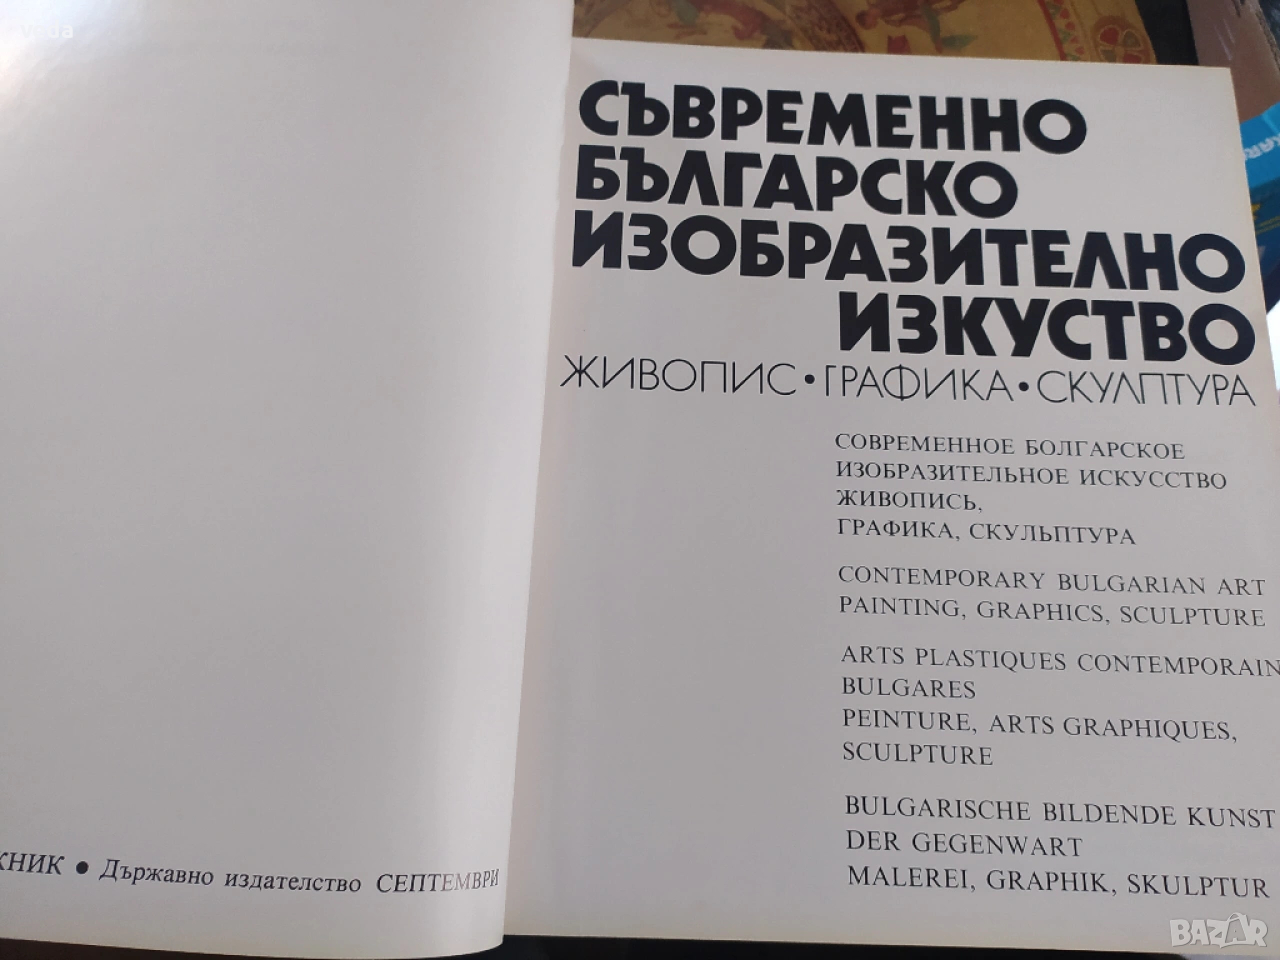 КНИК • Държавно издателство СЕПТЕМВРИ
СЪВРЕМЕННО
БЪЛГАРСКО
ИЗОБРАЗИТЕЛНО
ИЗКУСТВО
ЖИВОПИС • ГРАФИКА • СКУЛПТУРА
СОВРЕМЕННОЕ БОЛГАРСКОЕ
ИЗОБРАЗИТЕЛЬНОЕ ИСКУССТВО
ЖИВОПИСЬ,
ГРАФИКА, СКУЛЬПТУРА
CONTEMPORARY BULGARIAN ART
PAINTING, GRAPHICS, SCULPTURE
ARTS PLASTIQUES CONTEMPORAIN
BULGARES
PEINTURE, ARTS GRAPHIQUES,
SCULPTURE
BULGARISCHE BILDENDE KUNST
DER GEGENWART
MALEREI, GRAPHIK, SKULPTUR
BAZAR